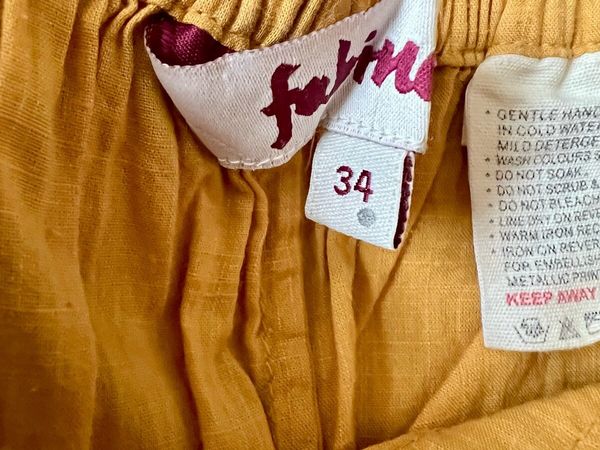 fabind
34
* GENTLE HAND
IN COLD WATER
MILD DETERGE
* WASH COLOURS S
* DO NOT SOAK
* DO NOT SCRUB &
* DO NOT BLEACH
* LINE DRY ON REVE
* WARM IRON REC
* IRON ON REVER
FOR EMBELLIS
METALLIC PRIN
KEEP AWAY